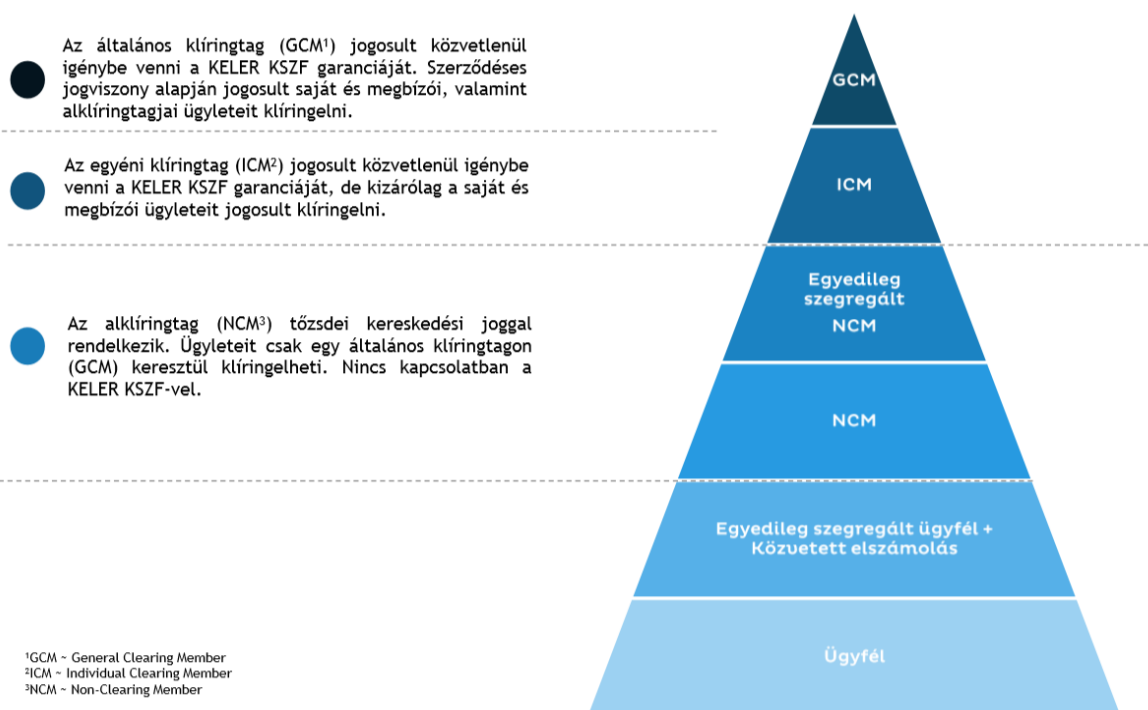 Az általános klíringtag (GCM¹) jogosult közvetlenül
igénybe venni a KELER KSZF garanciáját. Szerződéses
jogviszony alapján jogosult saját és megbízói, valamint
alklíringtagjai ügyleteit klíringelni.
GCM
Az egyéni klíringtag (ICM²) jogosult közvetlenül igénybe
venni a KELER KSZF garanciáját, de kizárólag a saját és
megbízói ügyleteit jogosult klíringelni.
ICM
Egyedileg
szegregált
NCM
Az alklíringtag (NCM³) tőzsdei kereskedési joggal
rendelkezik. Ügyleteit csak egy általános klíringtagon
(GCM) keresztül klíringelheti. Nincs kapcsolatban a
KELER KSZF-vel.
NCM
Egyedileg szegregált ügyfél +
Közvetett elszámolás
Ügyfél
¹GCM ~ General Clearing Member
²ICM ~ Individual Clearing Member
³NCM ~ Non-Clearing Member